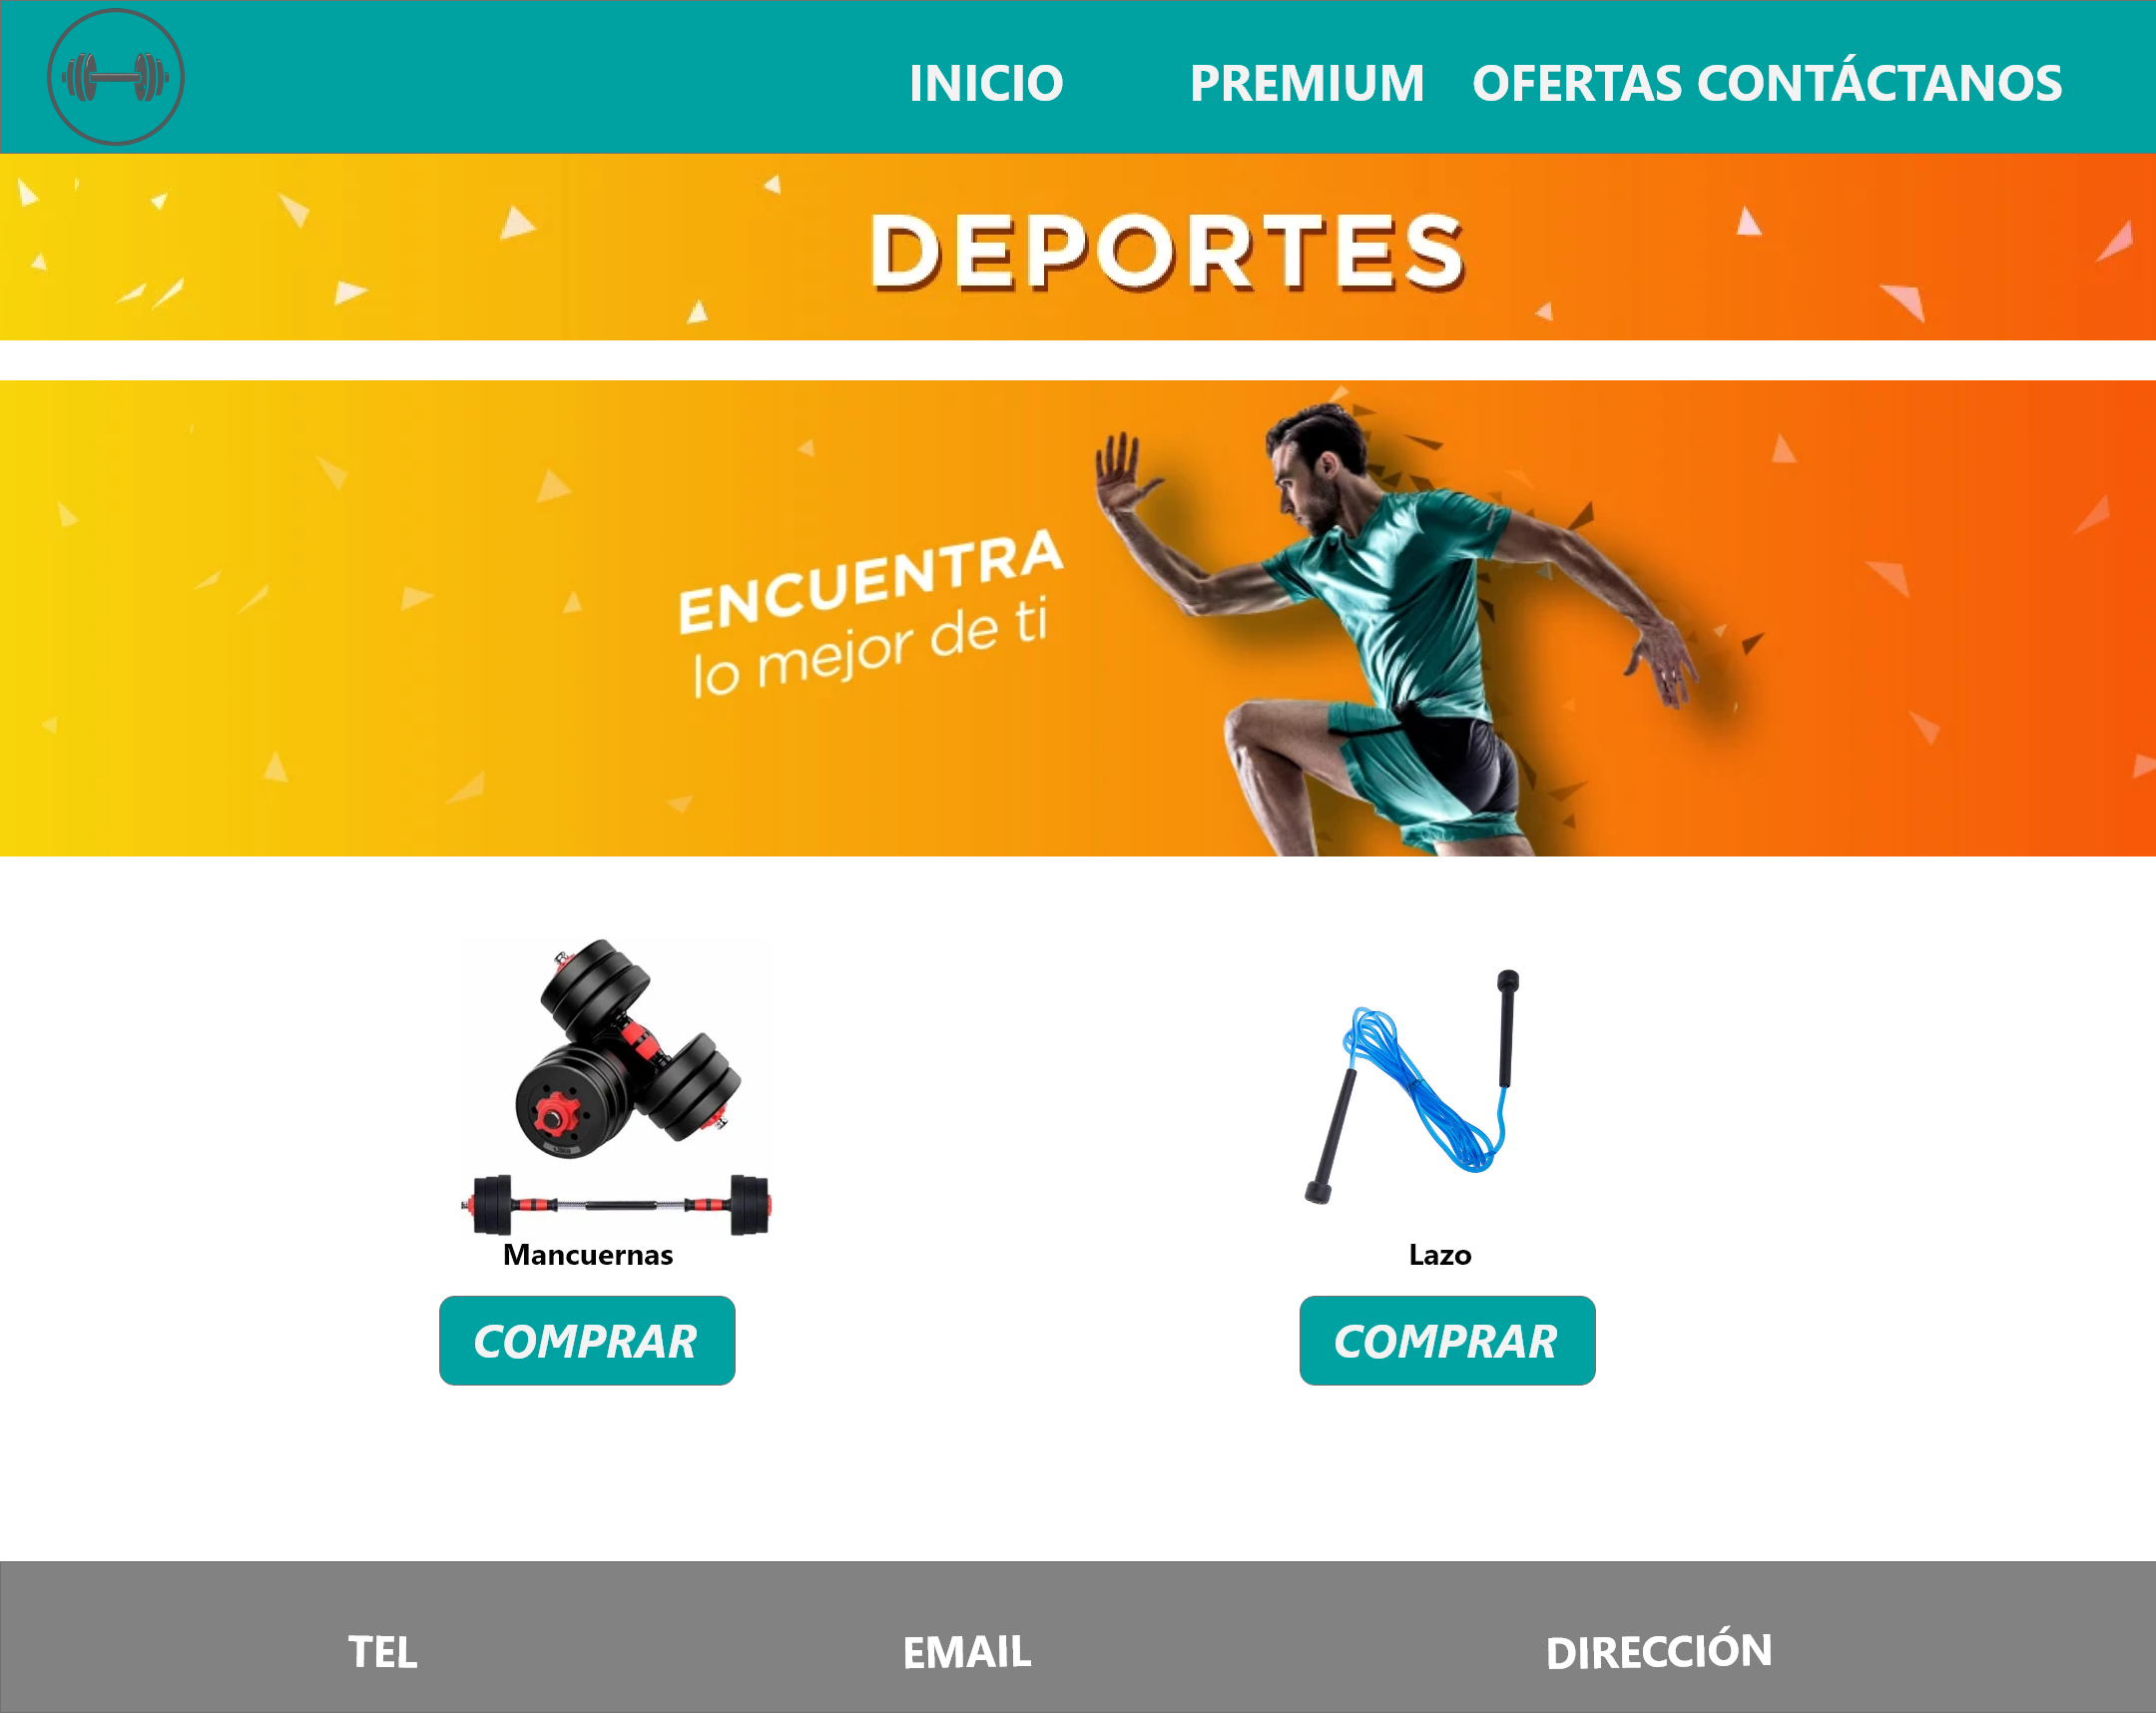 INICIO PREMIUM OFERTAS CONTÁCTANOS
DEPORTES
ENCUENTRA
lo mejor de ti
Mancuernas
Lazo
COMPRAR
COMPRAR
TEL
EMAIL
DIRECCIÓN